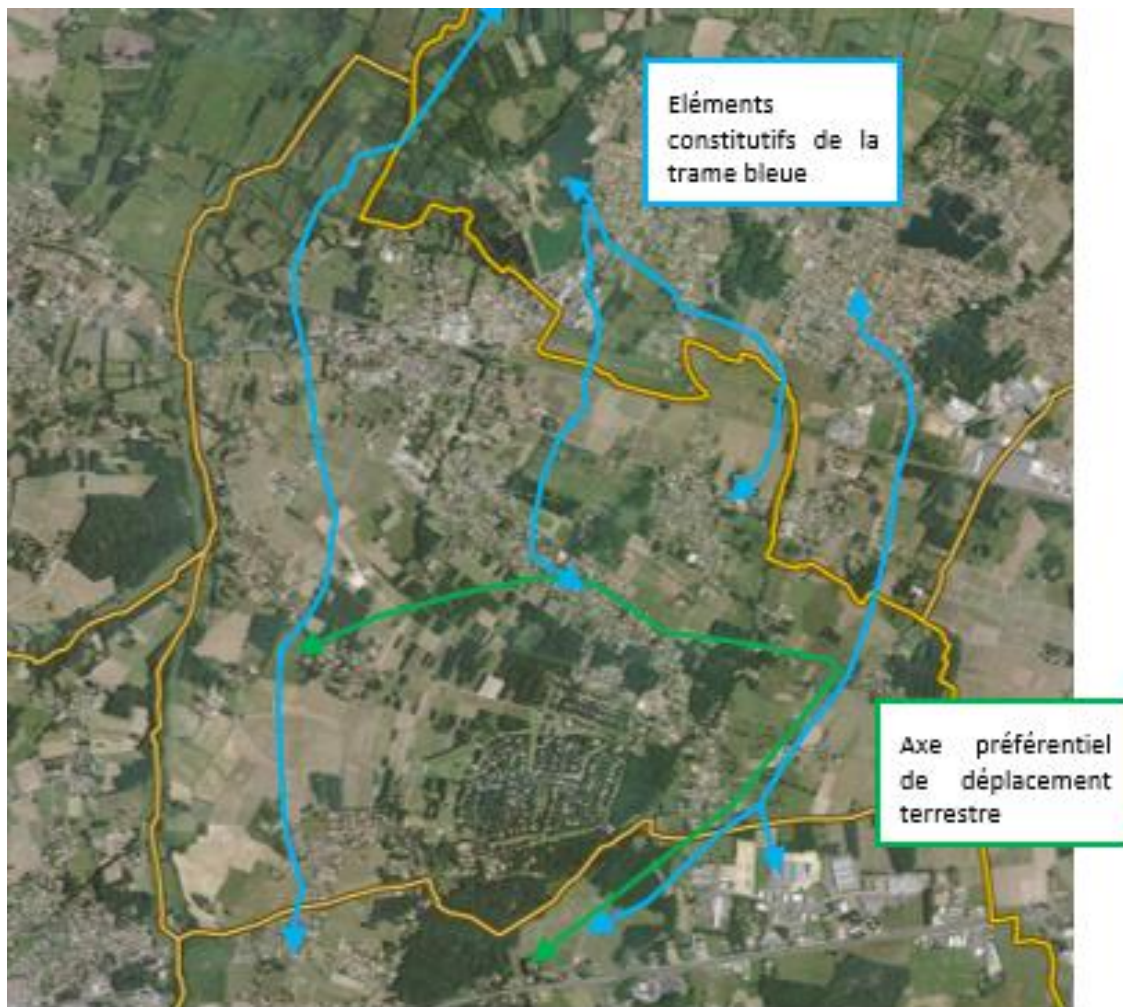 Eléments
constitutifs de la
trame bleue
Axe préférentiel
de déplacement
terrestre